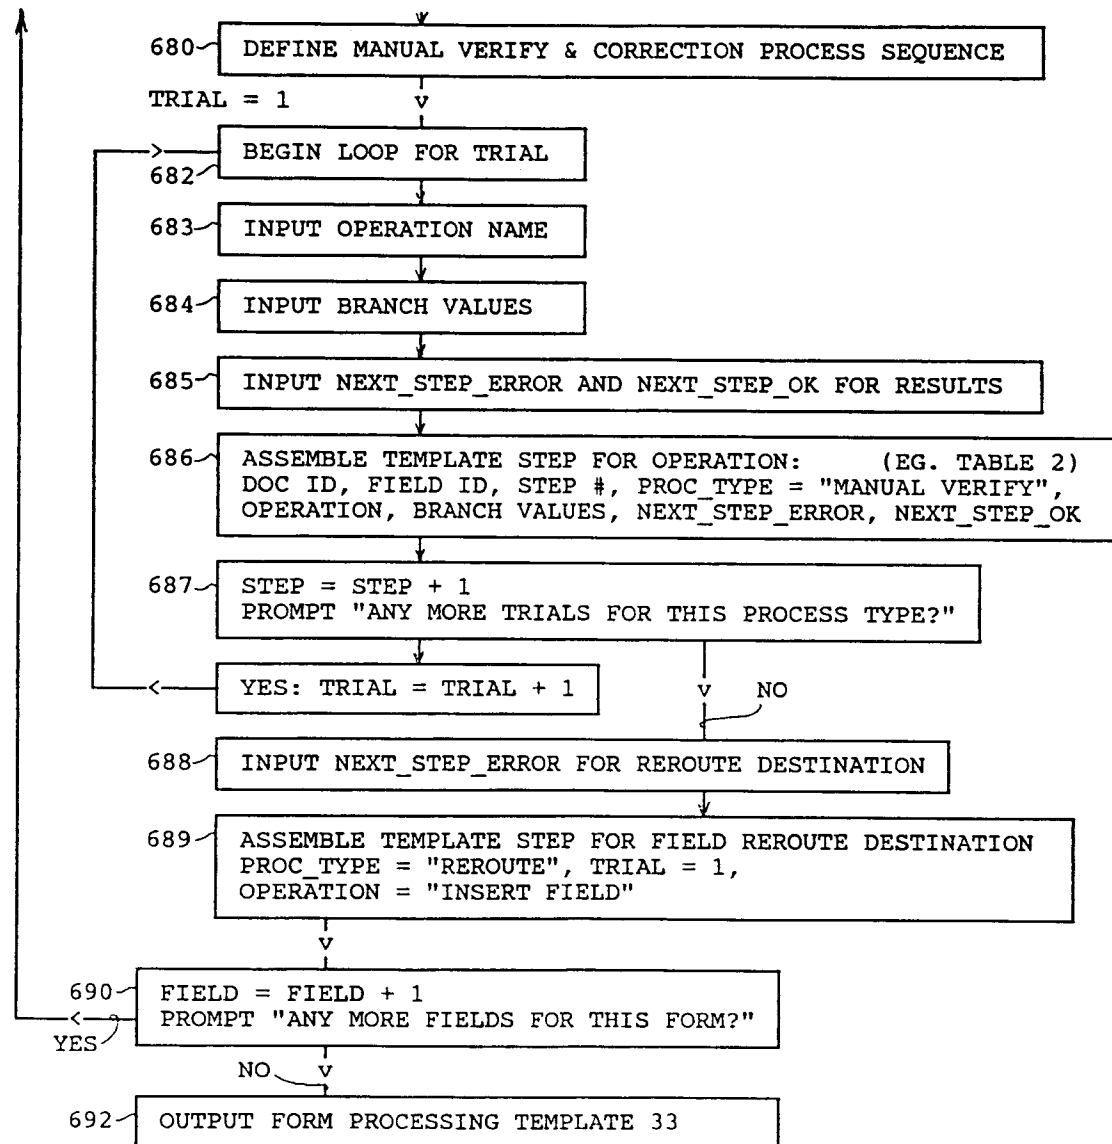 680 DEFINE MANUAL VERIFY & CORRECTION PROCESS SEQUENCE
TRIAL = 1
v
> BEGIN LOOP FOR TRIAL
682
683 INPUT OPERATION NAME
684 INPUT BRANCH VALUES
685 INPUT NEXT_STEP_ERROR AND NEXT_STEP_OK FOR RESULTS
686 ASSEMBLE TEMPLATE STEP FOR OPERATION: (EG. TABLE 2)
DOC ID, FIELD ID, STEP #, PROC_TYPE = "MANUAL VERIFY",
OPERATION, BRANCH VALUES, NEXT_STEP_ERROR, NEXT_STEP_OK
687 STEP = STEP + 1
PROMPT "ANY MORE TRIALS FOR THIS PROCESS TYPE?"
< YES: TRIAL = TRIAL + 1
v NO
688 INPUT NEXT_STEP_ERROR FOR REROUTE DESTINATION
689 ASSEMBLE TEMPLATE STEP FOR FIELD REROUTE DESTINATION
PROC_TYPE = "REROUTE", TRIAL = 1,
OPERATION = "INSERT FIELD"
v
690 FIELD = FIELD + 1
< PROMPT "ANY MORE FIELDS FOR THIS FORM?"
YES
NO v
692 OUTPUT FORM PROCESSING TEMPLATE 33